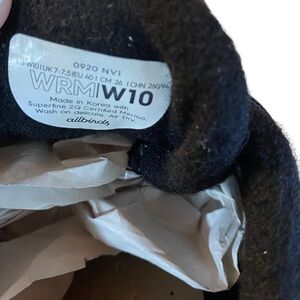 0920 NV1
W10 | UK 7-7.5 | EU 40 | CM 26 | CHN 260/94
WRM|W10
Made in Korea with
Superfine ZQ Certified Merino.
Wash on delicate. Air Dry.
allbirds